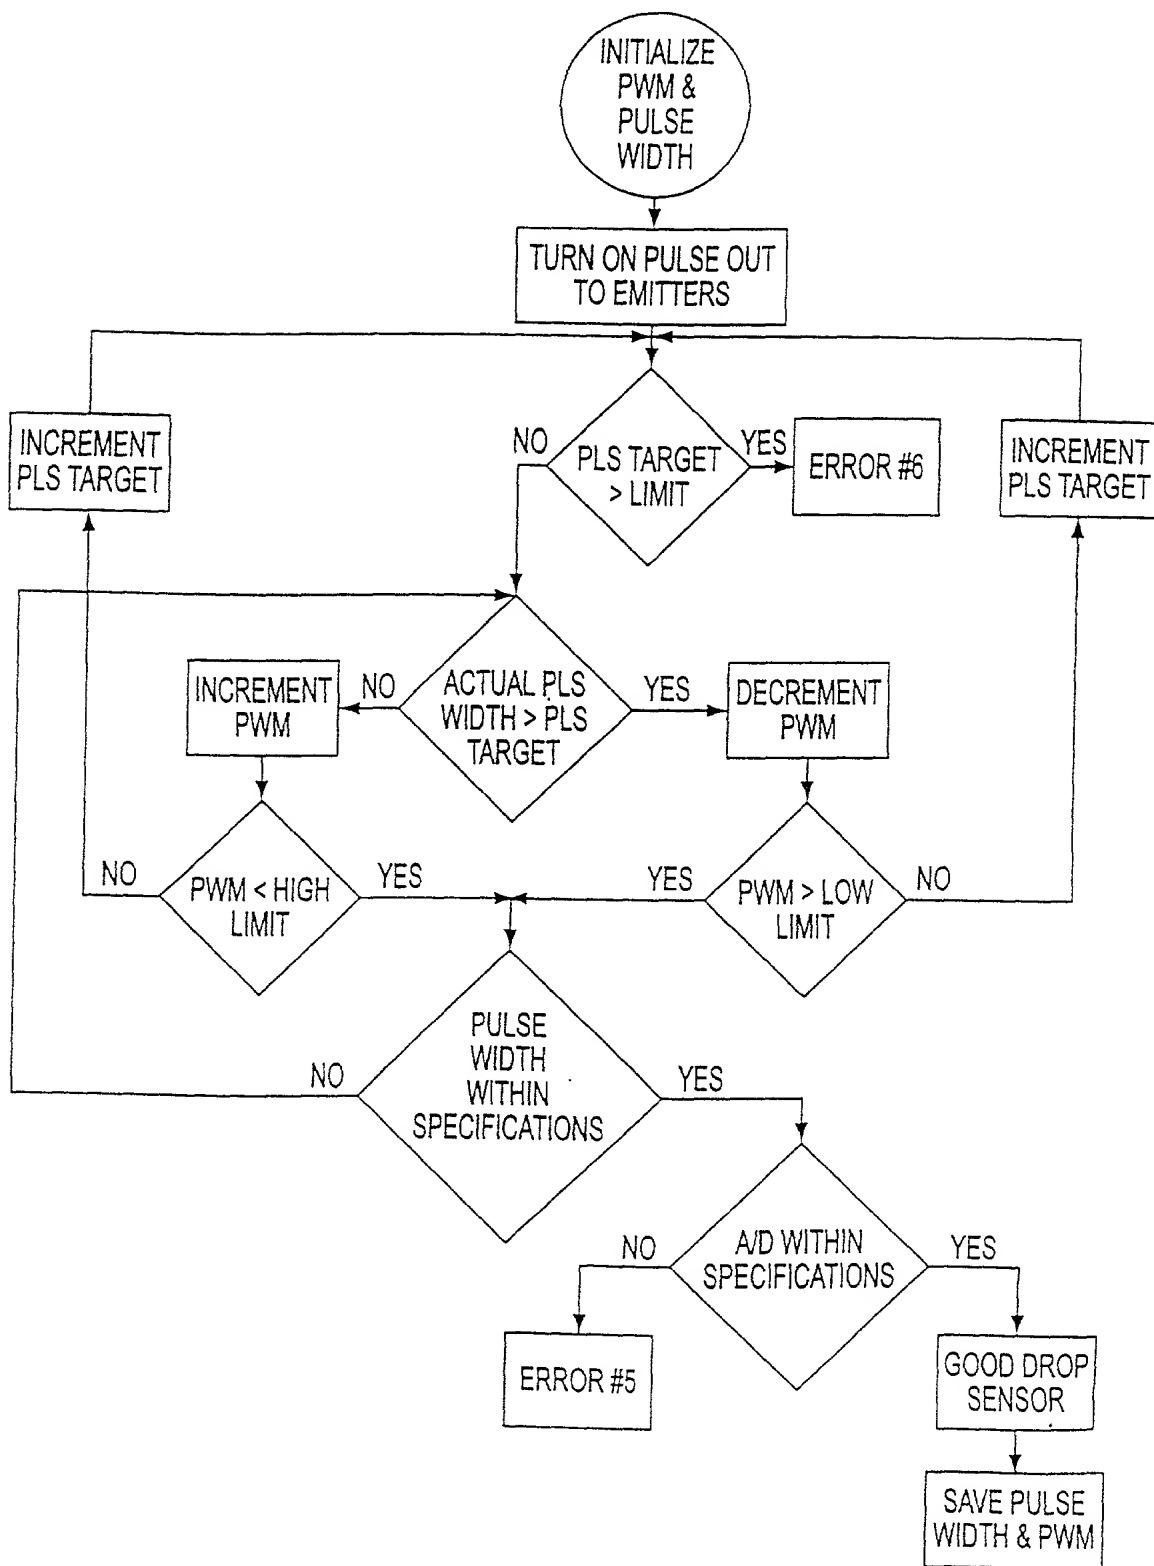 INITIALIZE
PWM &
PULSE
WIDTH
TURN ON PULSE OUT
TO EMITTERS
INCREMENT
PLS TARGET
NO
PLS TARGET
> LIMIT
YES
ERROR #6
INCREMENT
PLS TARGET
INCREMENT
PWM
NO
ACTUAL PLS
WIDTH > PLS
TARGET
YES
DECREMENT
PWM
NO
PWM < HIGH
LIMIT
YES
YES
PWM > LOW
LIMIT
NO
NO
PULSE
WIDTH
WITHIN
SPECIFICATIONS
YES
NO
A/D WITHIN
SPECIFICATIONS
YES
ERROR #5
GOOD DROP
SENSOR
SAVE PULSE
WIDTH & PWM